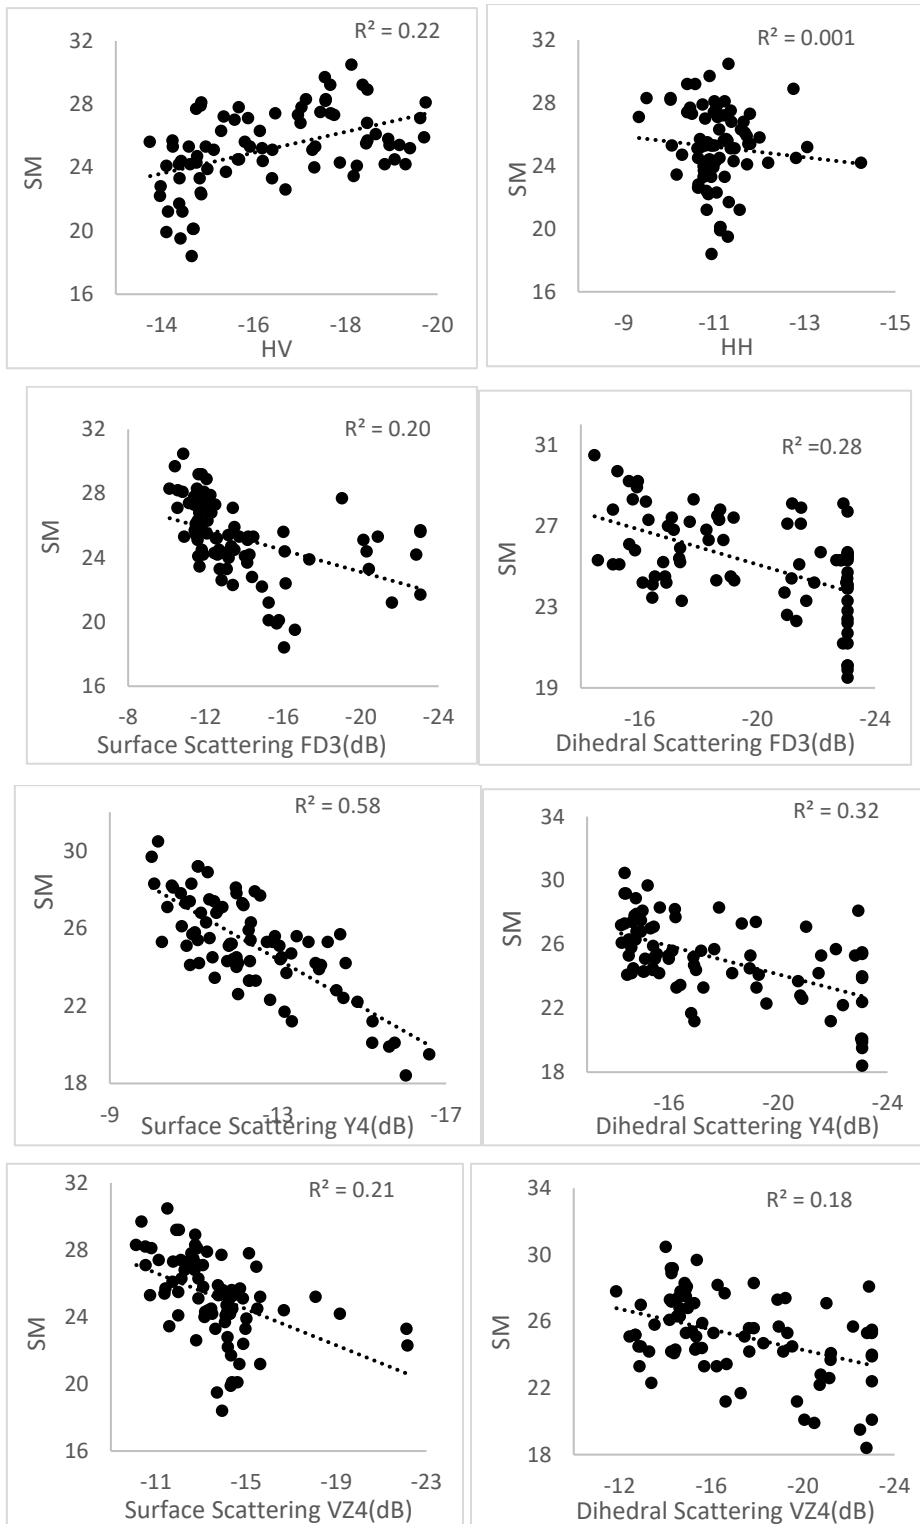 R² = 0.22
32
28
24
20
16
SM
-14 -16 -18 -20
HV
R² = 0.001
32
28
24
20
16
SM
-9 -11 -13 -15
HH
R² = 0.20
32
28
24
20
16
SM
-8 -12 -16 -20 -24
Surface Scattering FD3(dB)
R² =0.28
31
27
23
19
SM
-16 -20 -24
Dihedral Scattering FD3(dB)
R² = 0.58
30
26
22
18
SM
-9 -13 -17
Surface Scattering Y4(dB)
R² = 0.32
34
30
26
22
18
SM
-16 -20 -24
Dihedral Scattering Y4(dB)
R² = 0.21
32
28
24
20
16
SM
-11 -15 -19 -23
Surface Scattering VZ4(dB)
R² = 0.18
34
30
26
22
18
SM
-12 -16 -20 -24
Dihedral Scattering VZ4(dB)